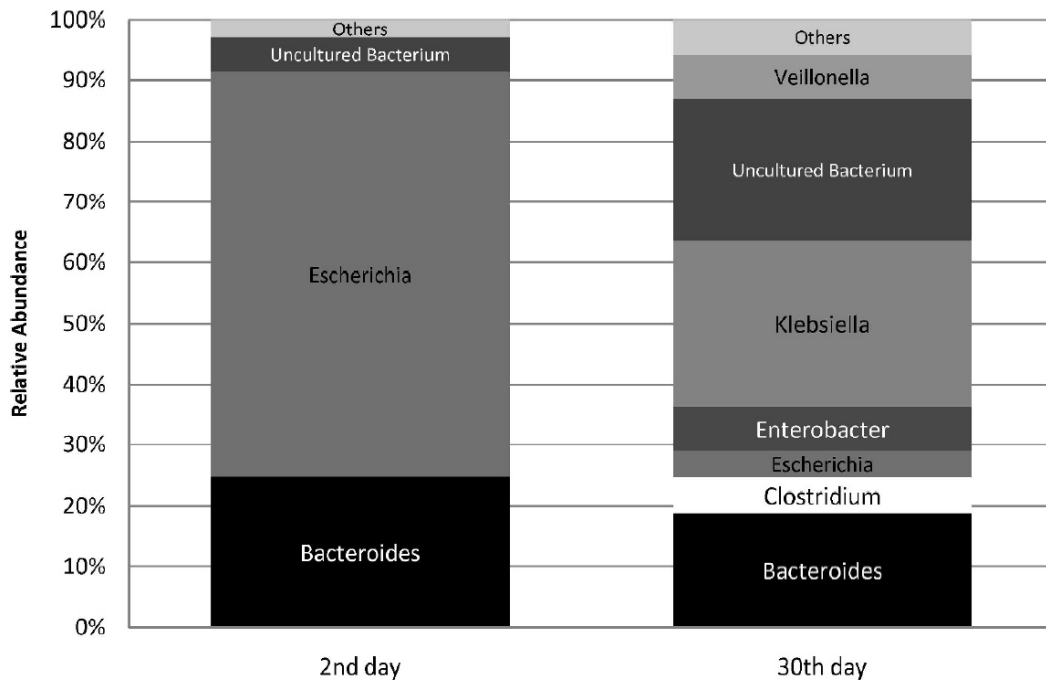 100%
90%
80%
70%
60%
50%
40%
30%
20%
10%
0%
Relative Abundance
Others
Uncultured Bacterium
Escherichia
Bacteroides
Others
Veillonella
Uncultured Bacterium
Klebsiella
Enterobacter
Escherichia
Clostridium
Bacteroides
2nd day
30th day